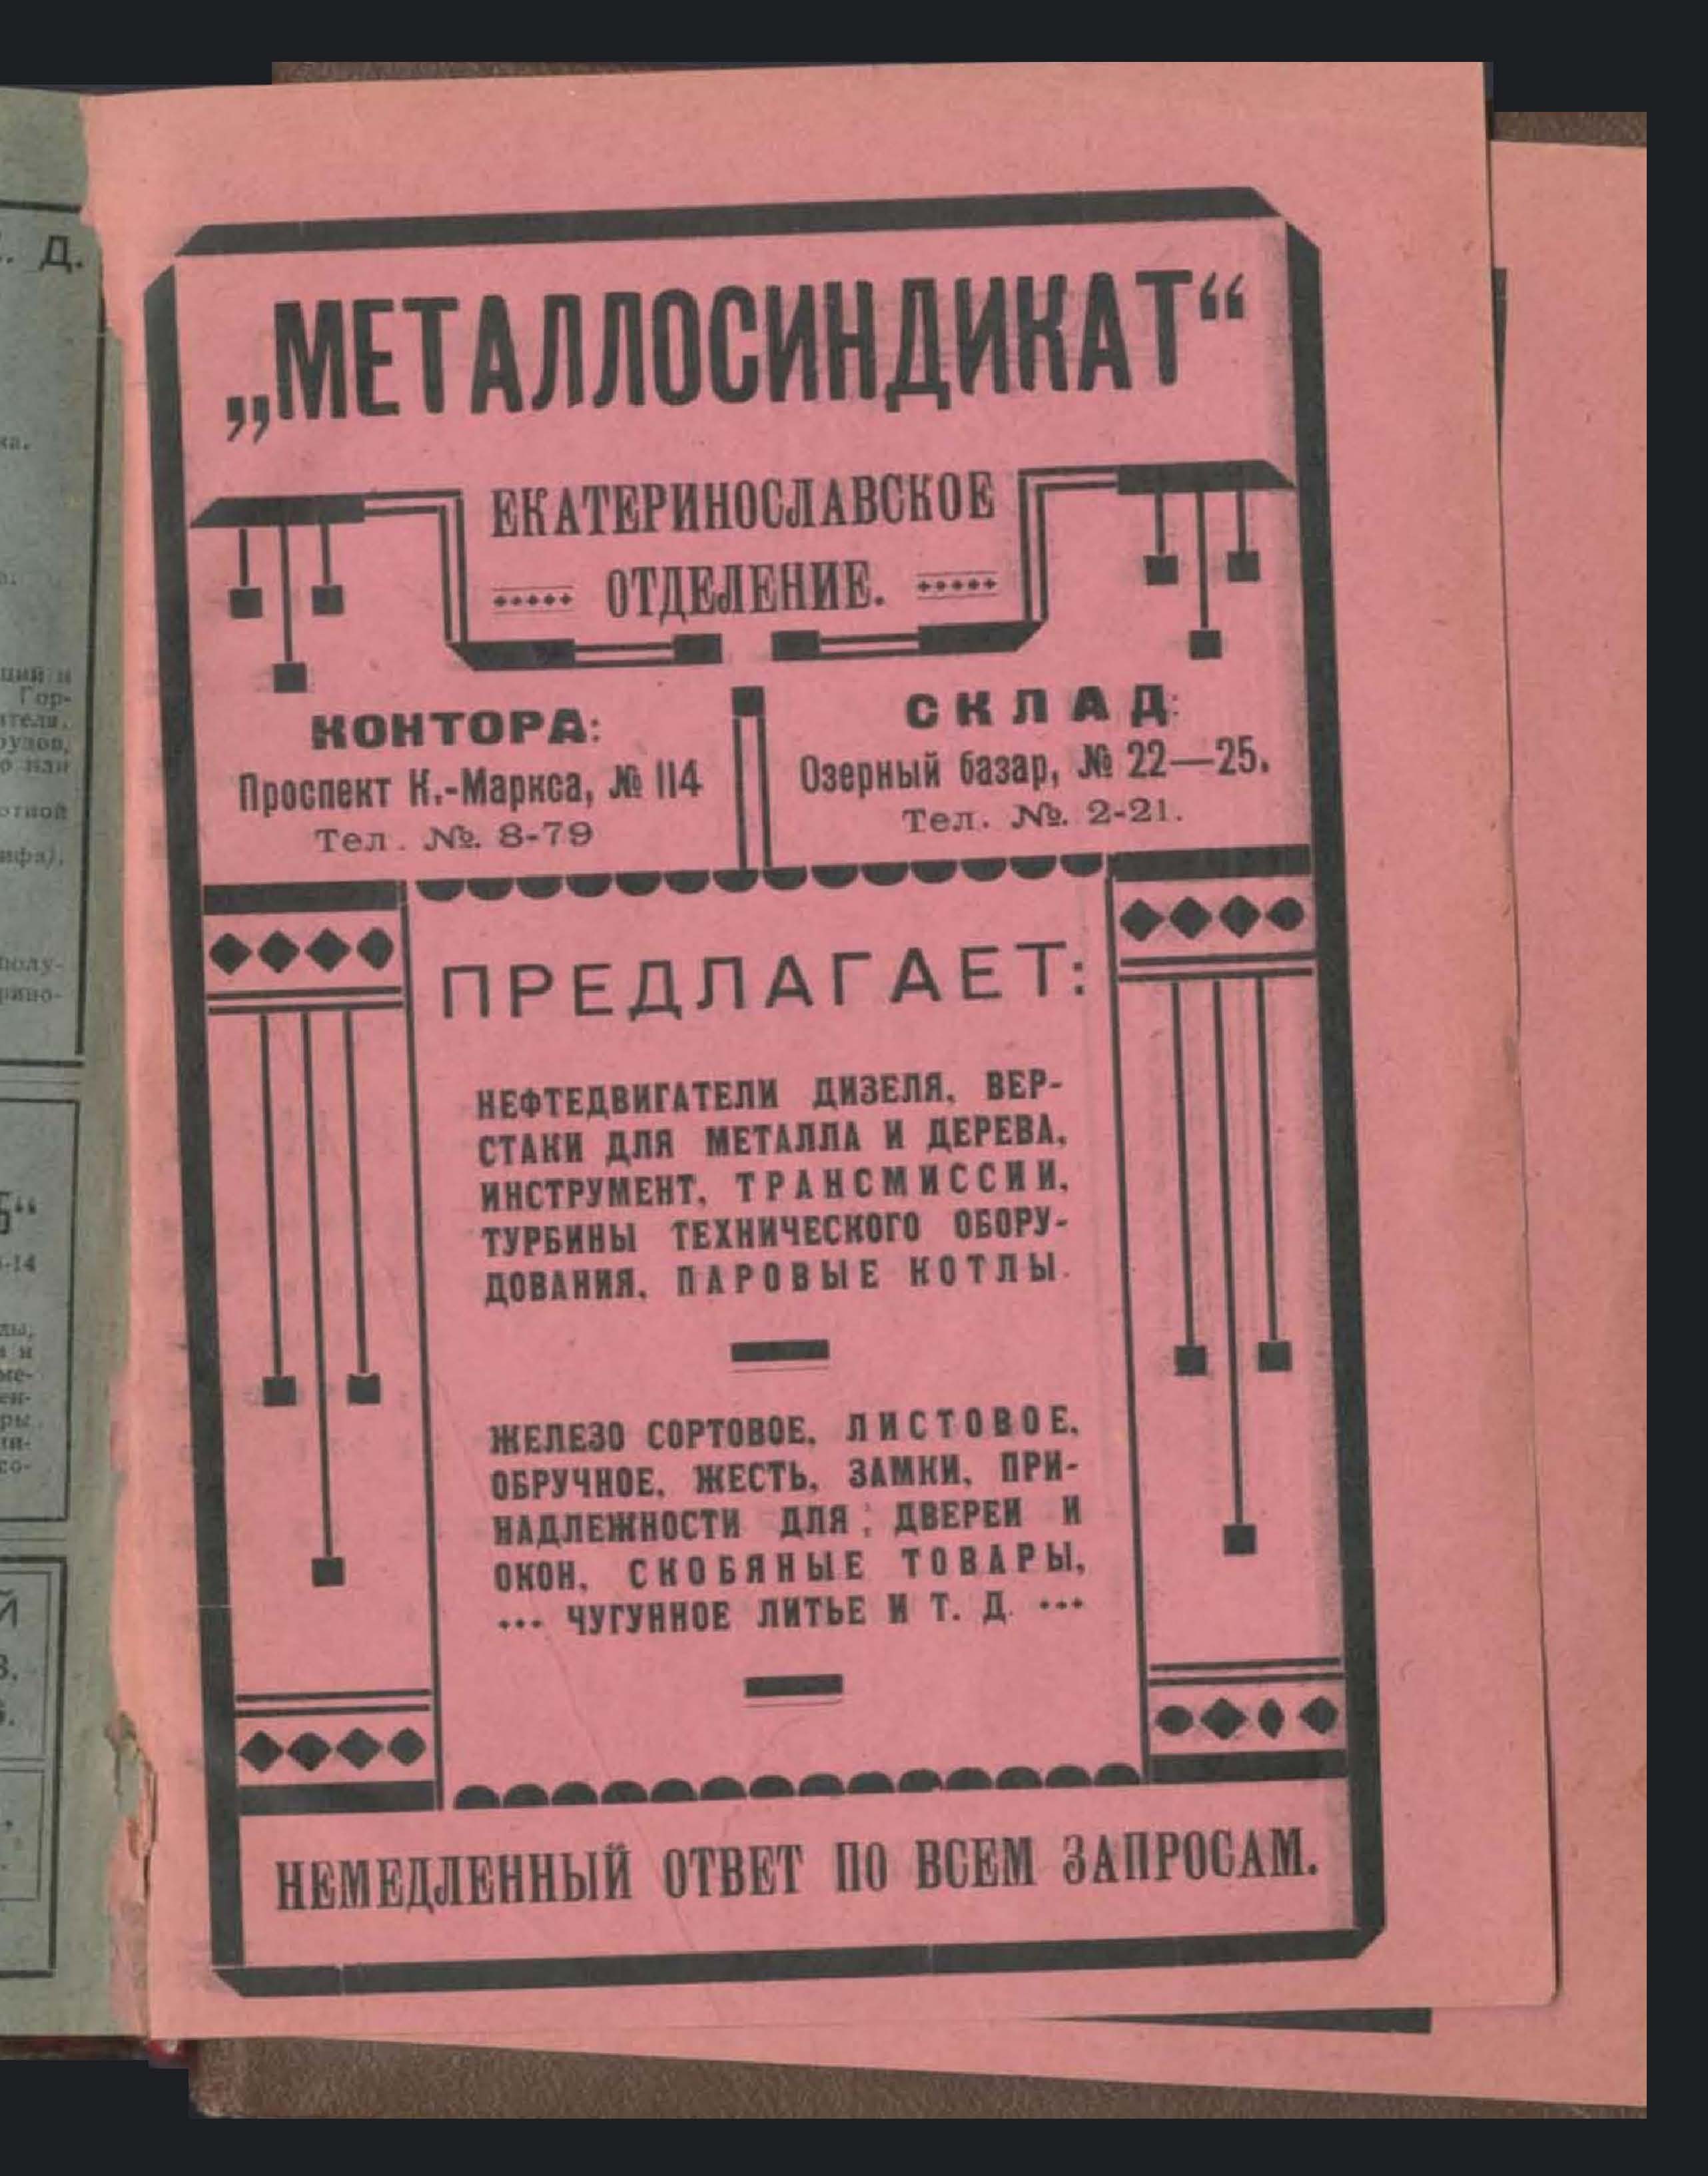 „МЕТАЛЛОСИНДИКАТ“
ЕКАТЕРИНОСЛАВСКОЕ
ОТДЕЛЕНИЕ.
КОНТОРА:
Проспект К.-Маркса, № 114
Тел. №. 8-79
СКЛАД:
Озерный базар, № 22—25.
Тел. №. 2-21.
ПРЕДЛАГАЕТ:
НЕФТЕДВИГАТЕЛИ ДИЗЕЛЯ, ВЕР-
СТАКИ ДЛЯ МЕТАЛЛА И ДЕРЕВА,
ИНСТРУМЕНТ, ТРАНСМИССИИ,
ТУРБИНЫ ТЕХНИЧЕСКОГО ОБОРУ-
ДОВАНИЯ, ПАРОВЫЕ КОТЛЫ.
ЖЕЛЕЗО СОРТОВОЕ, ЛИСТОВОЕ,
ОБРУЧНОЕ, ЖЕСТЬ, ЗАМКИ, ПРИ-
НАДЛЕЖНОСТИ ДЛЯ : ДВЕРЕЙ И
ОКОН, СКОБЯНЫЕ ТОВАРЫ,
ЧУГУННОЕ ЛИТЬЕ И Т. Д.
НЕМЕДЛЕННЫЙ ОТВЕТ ПО ВСЕМ ЗАПРОСАМ.